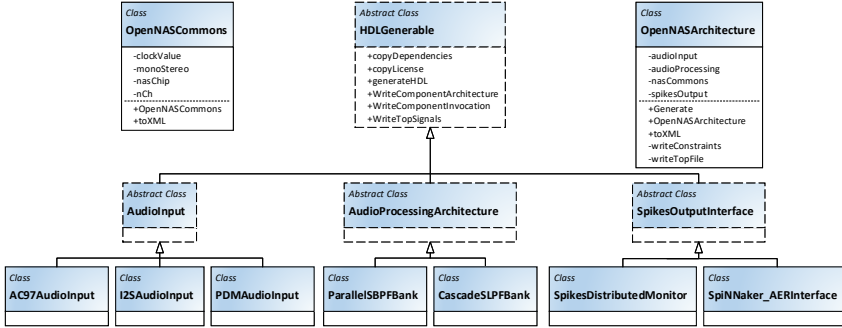 Class
OpenNASCommons
-clockValue
-monoStereo
-nasChip
-nCh
+OpenNASCommons
+toXML
Abstract Class
HDLGenerable
+copyDependencies
+copyLicense
+generateHDL
+WriteComponentArchitecture
+WriteComponentInvocation
+WriteTopSignals
Class
OpenNASArchitecture
-audioInput
-audioProcessing
-nasCommons
-spikesOutput
+Generate
+OpenNASArchitecture
+toXML
-writeConstraints
-writeTopFile
Abstract Class
AudioInput
Abstract Class
AudioProcessingArchitecture
Abstract Class
SpikesOutputInterface
Class
AC97AudioInput
Class
I2SAudioInput
Class
PDMAudioInput
Class
ParallelSBPFBank
Class
CascadeSLPFBank
Class
SpikesDistributedMonitor
Class
SpiNNaker_AERInterface